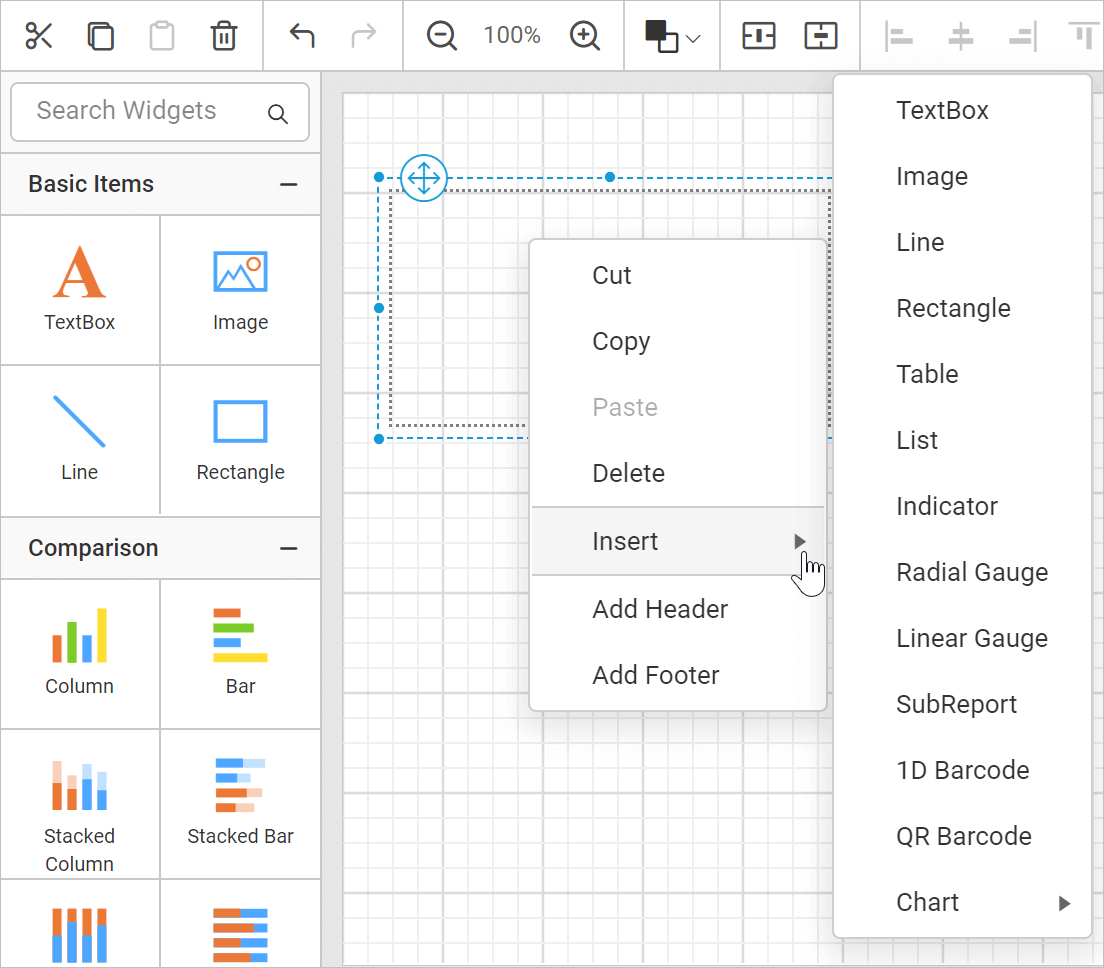 100%
Search Widgets
Basic Items
TextBox
Image
Line
Rectangle
Comparison
Column
Bar
Stacked
Column
Stacked Bar
Cut
Copy
Paste
Delete
Insert
Add Header
Add Footer
TextBox
Image
Line
Rectangle
Table
List
Indicator
Radial Gauge
Linear Gauge
SubReport
1D Barcode
QR Barcode
Chart